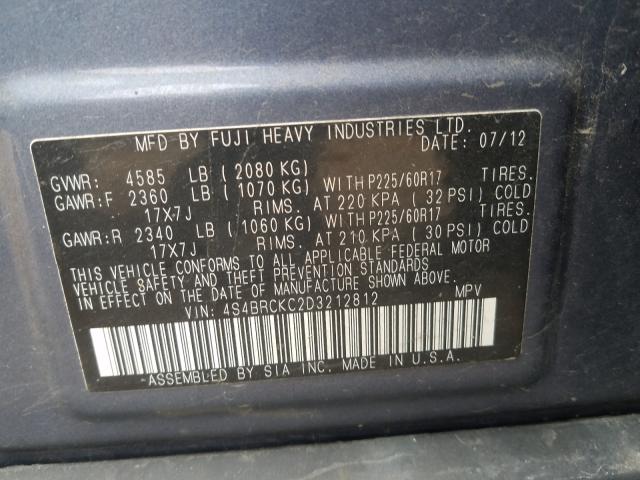 MFD BY FUJI HEAVY INDUSTRIES LTD.
DATE: 07/12
GVWR: 4585 LB (2080 KG)
GAWR:F 2360 LB (1070 KG) WITH P225/60R17 TIRES.
17X7J RIMS. AT 220 KPA (32 PSI) COLD
GAWR:R 2340 LB (1060 KG) WITH P225/60R17 TIRES.
17X7J RIMS. AT 210 KPA (30 PSI) COLD
THIS VEHICLE CONFORMS TO ALL APPLICABLE FEDERAL MOTOR
VEHICLE SAFETY AND THEFT PREVENTION STANDARDS
IN EFFECT ON THE DATE OF MANUFACTURE SHOWN ABOVE.
VIN: 4S4BRCKC2D3212812 MPV
ASSEMBLED BY SIA INC. MADE IN U.S.A.